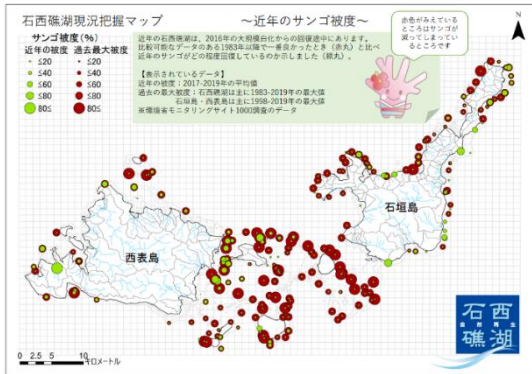 石西礁湖現況把握マップ　～近年のサンゴ被度～
サンゴ被度(%)
近年の被度　過去最大被度
≤20　≤20
≤40　≤40
≤60　≤60
≤80　≤80
80≤　80≤
近年の石西礁湖は、2016年の大規模白化からの回復途中にあります。
比較可能なデータのある1983年以降で一番良かったとき（赤丸）と比べ
近年のサンゴがどの程度回復しているのか示しました（緑丸）。
【表示されているデータ】
近年の被度：2017-2019年の平均値
過去の最大被度：石西礁湖は主に1983-2019年の最大値
石垣島・西表島は主に1998-2019年の最大値
※環境省モニタリングサイト1000調査のデータ
赤色がみえている
ところはサンゴが
減ってしまってい
るところです
石垣島
西表島
0 2.5 5 10
キロメートル
石西
自然再生
礁湖